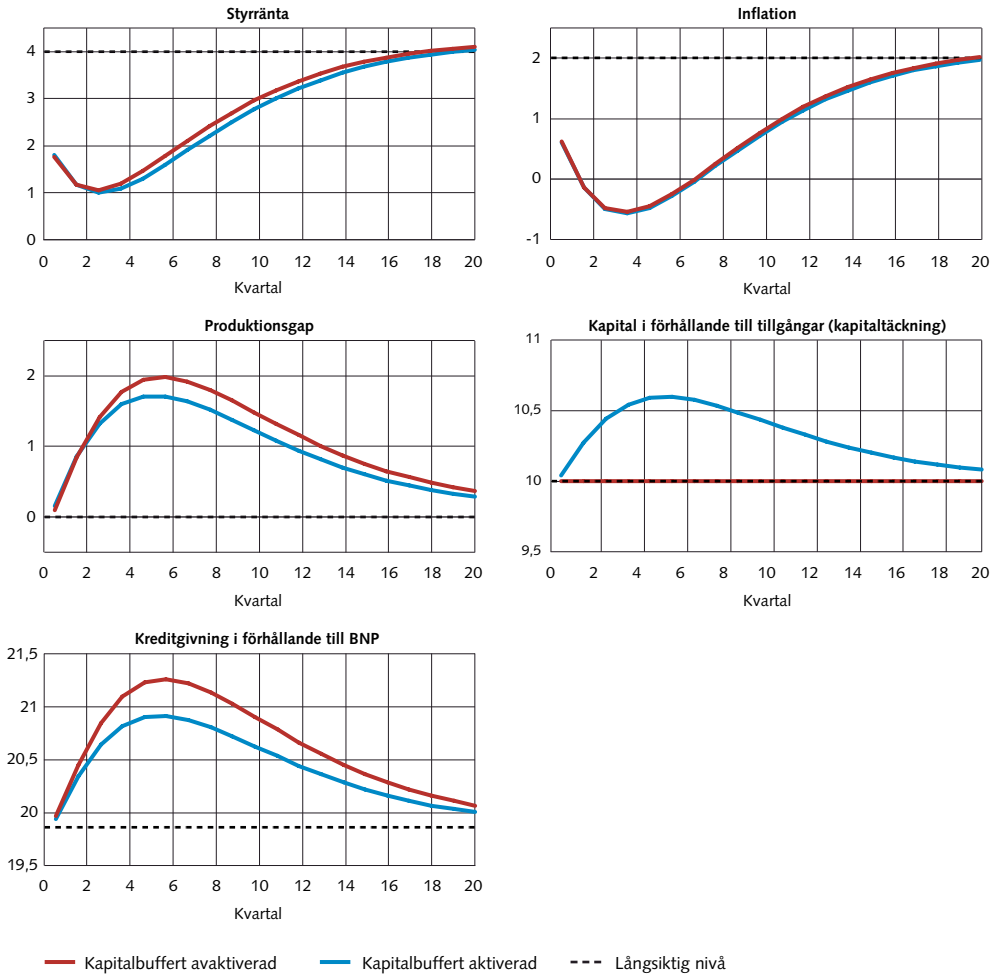 Styrränta
4
3
2
1
0
0 2 4 6 8 10 12 14 16 18 20
Kvartal
Inflation
2
1
0
-1
0 2 4 6 8 10 12 14 16 18 20
Kvartal
Produktionsgap
2
1
0
0 2 4 6 8 10 12 14 16 18 20
Kvartal
Kapital i förhållande till tillgångar (kapitaltäckning)
11
10,5
10
9,5
0 2 4 6 8 10 12 14 16 18 20
Kvartal
Kreditgivning i förhållande till BNP
21,5
21
20,5
20
19,5
0 2 4 6 8 10 12 14 16 18 20
Kvartal
Kapitalbuffert avaktiverad Kapitalbuffert aktiverad Långsiktig nivå